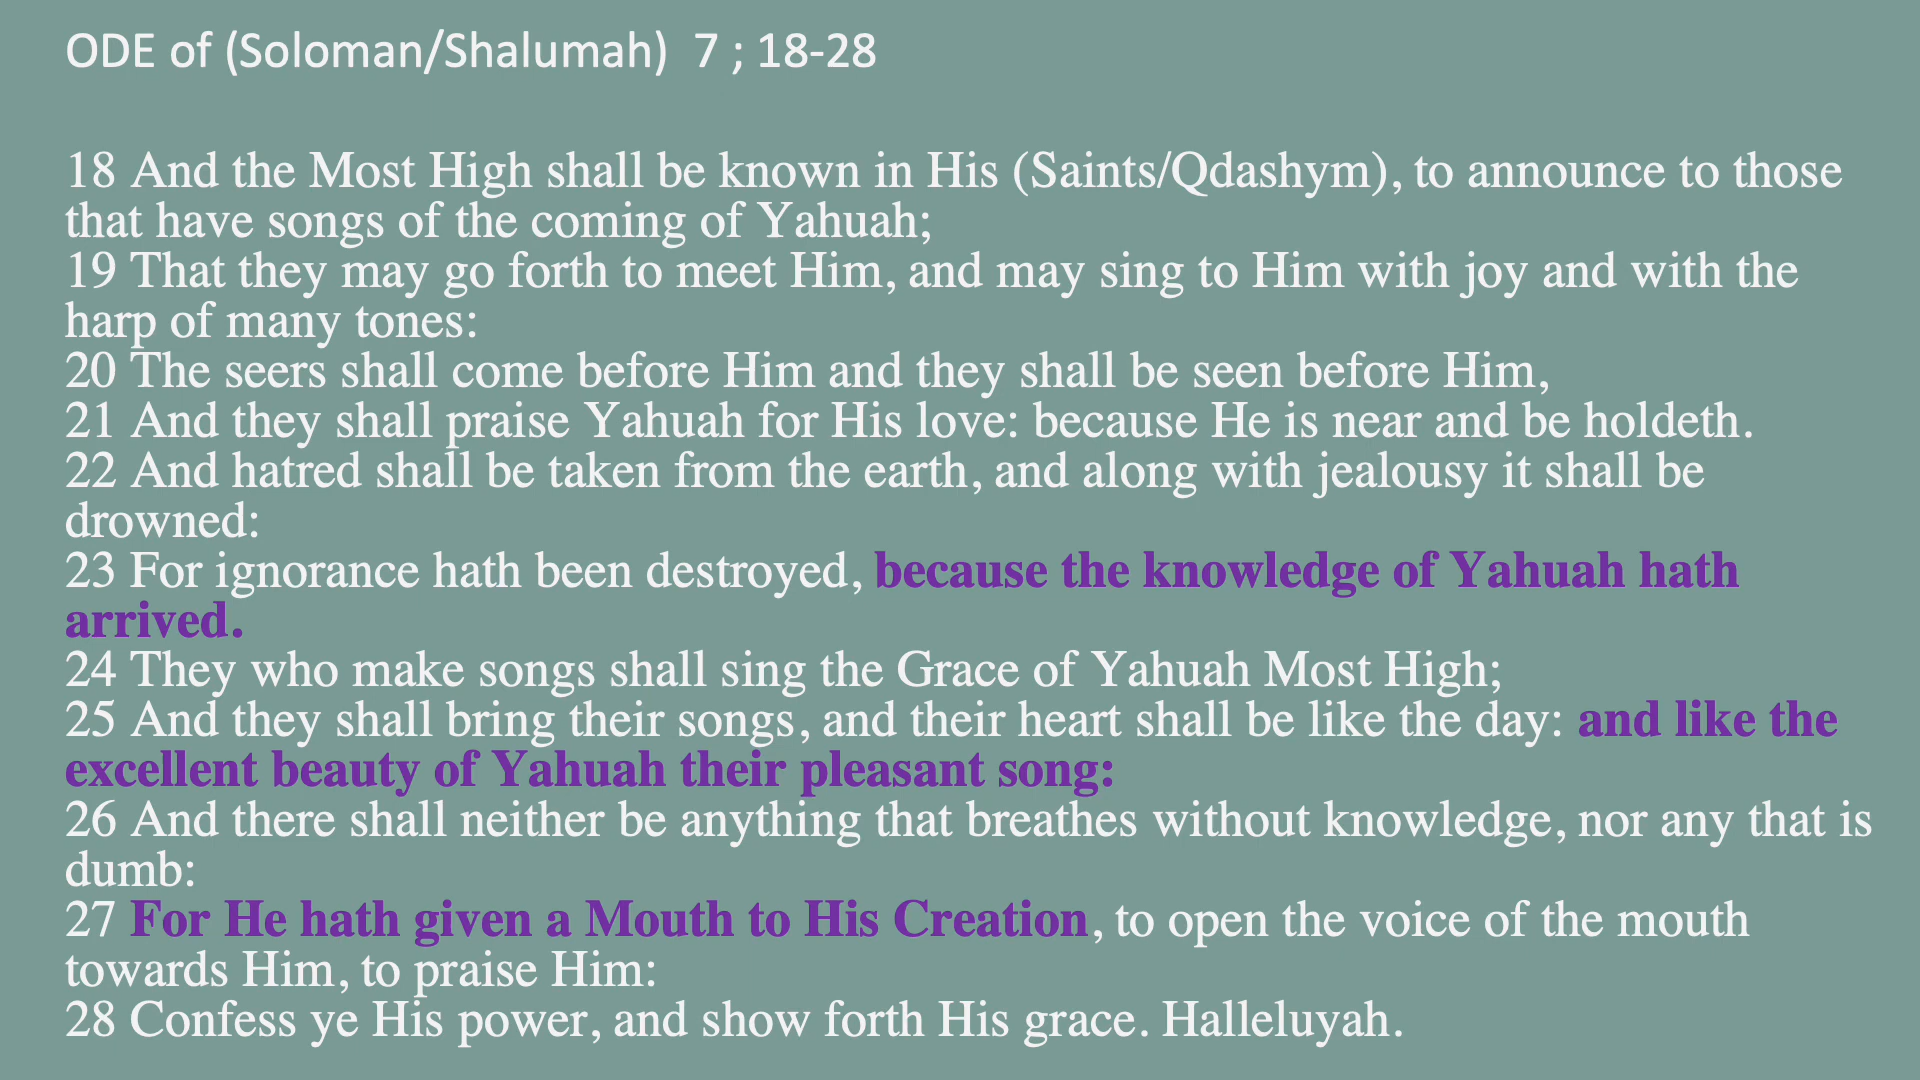 ODE of (Soloman/Shalumah)  7 ; 18-28
18 And the Most High shall be known in His (Saints/Qdashym), to announce to those
that have songs of the coming of Yahuah;
19 That they may go forth to meet Him, and may sing to Him with joy and with the
harp of many tones:
20 The seers shall come before Him and they shall be seen before Him,
21 And they shall praise Yahuah for His love: because He is near and be holdeth.
22 And hatred shall be taken from the earth, and along with jealousy it shall be
drowned:
23 For ignorance hath been destroyed, because the knowledge of Yahuah hath
arrived.
24 They who make songs shall sing the Grace of Yahuah Most High;
25 And they shall bring their songs, and their heart shall be like the day: and like the
excellent beauty of Yahuah their pleasant song:
26 And there shall neither be anything that breathes without knowledge, nor any that is
dumb:
27 For He hath given a Mouth to His Creation, to open the voice of the mouth
towards Him, to praise Him:
28 Confess ye His power, and show forth His grace. Halleluyah.